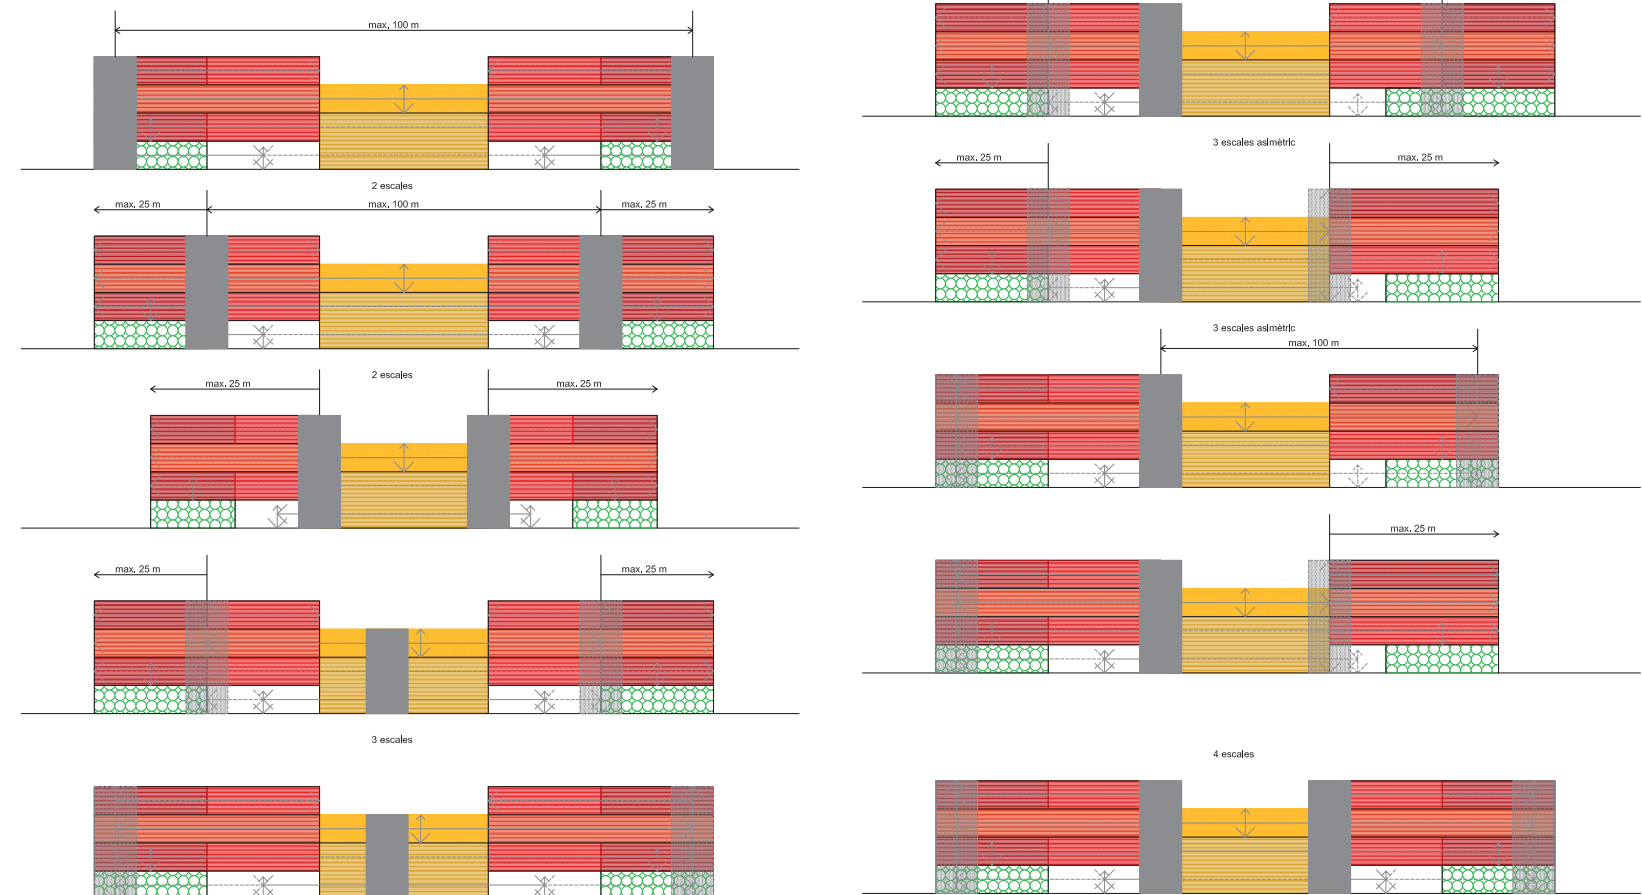 max. 100 m
2 escales
max. 25 m max. 100 m max. 25 m
2 escales
max. 25 m max. 25 m
max. 25 m max. 25 m
3 escales
3 escales asimètric
max. 25 m max. 25 m
3 escales asimètric
max. 100 m
max. 25 m
4 escales